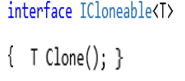 interface ICloneable<T>
{ T Clone(); }